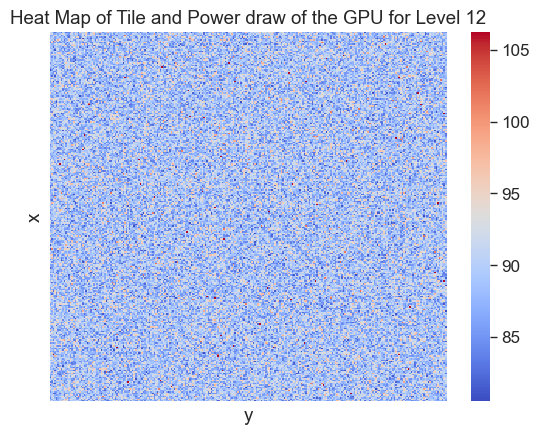 Heat Map of Tile and Power draw of the GPU for Level 12
105
100
95
90
85
x
y